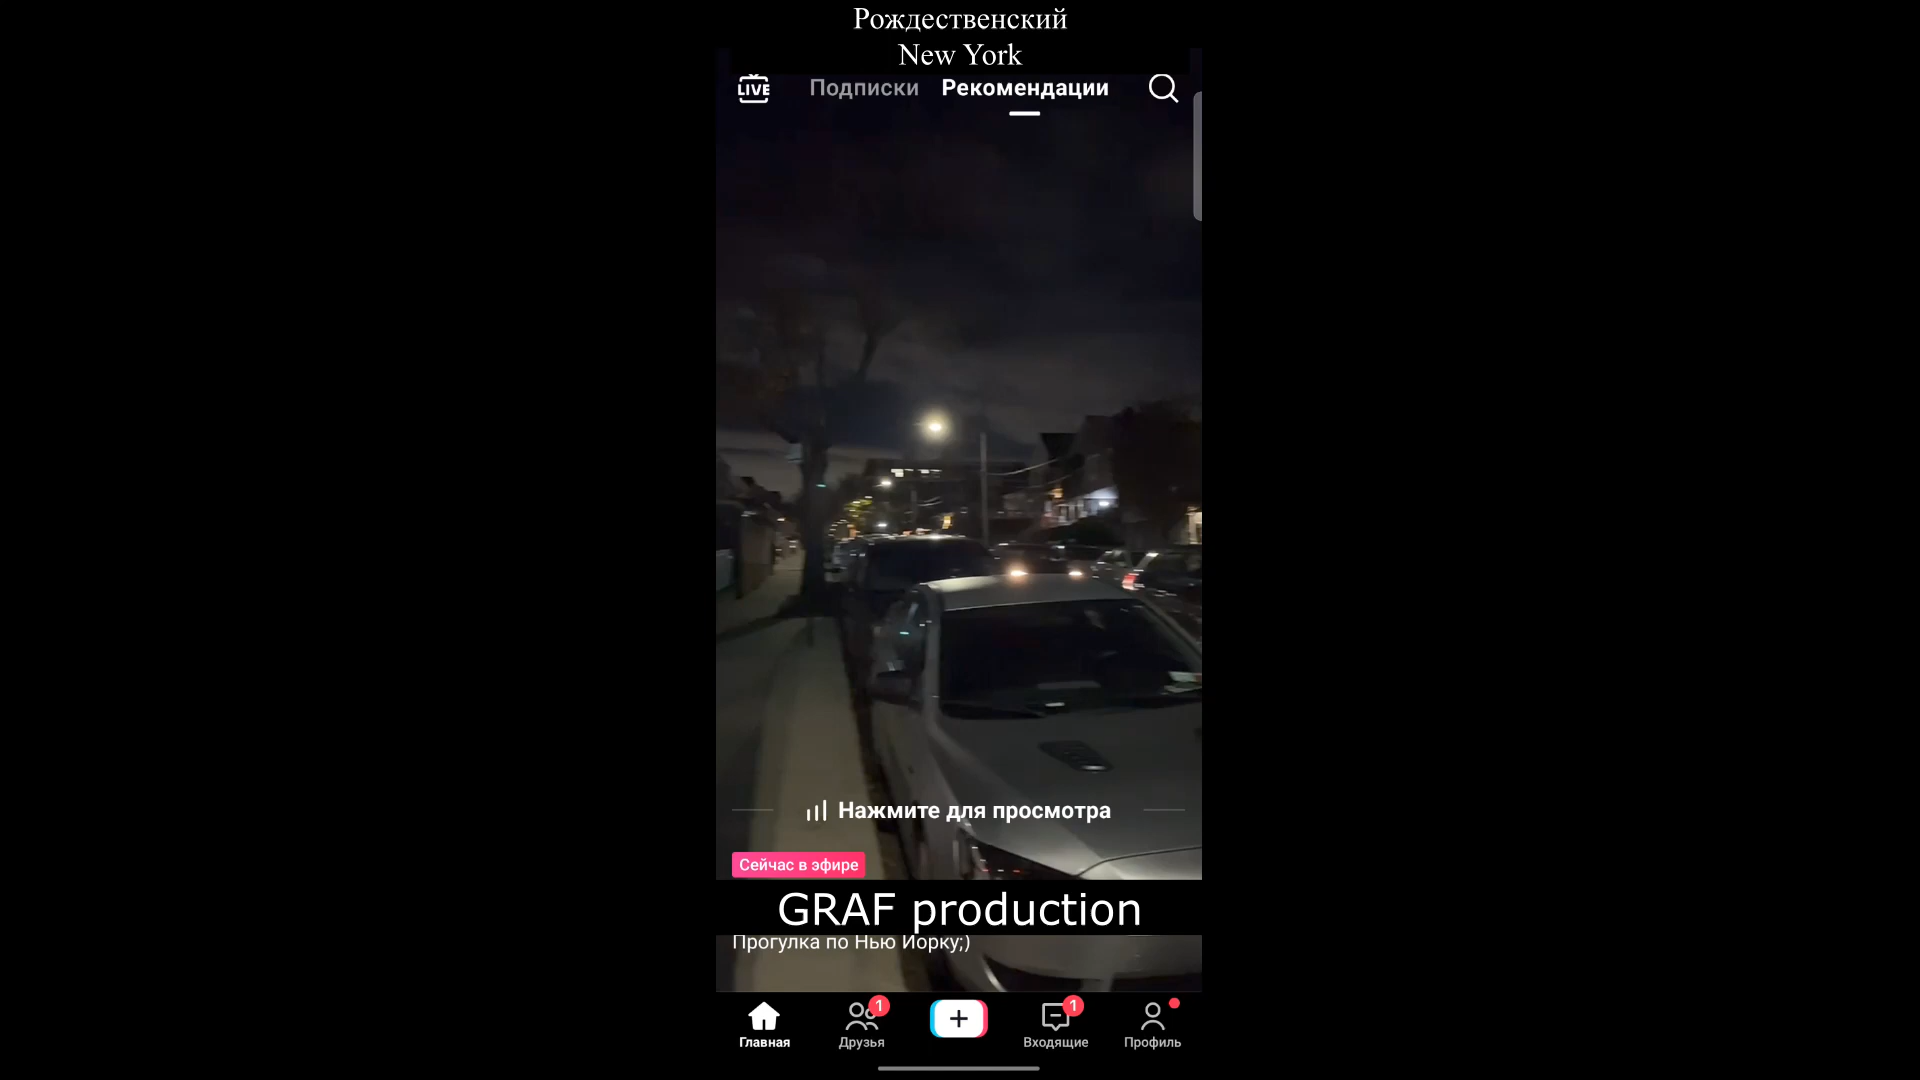 Рождественский
New York
LIVE Подписки Рекомендации
Нажмите для просмотра
Сейчас в эфире
GRAF production
Прогулка по Нью Йорку;)
1 1
Главная Друзья Входящие Профиль